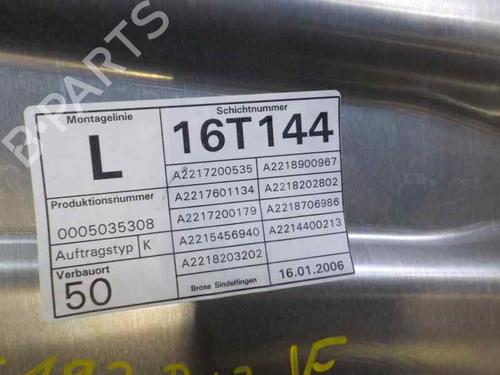 B-PARTS
Montagelinie
L
Schichtnummer
16T144
Produktionsnummer
0005035308
Auftragstyp K
Verbauort
50
A2217200535 A2218900967
A2217601134 A2218202802
A2217200179 A2218706986
A2215456940 A2214400213
A2218203202
Brose Sindelfingen 16.01.2006